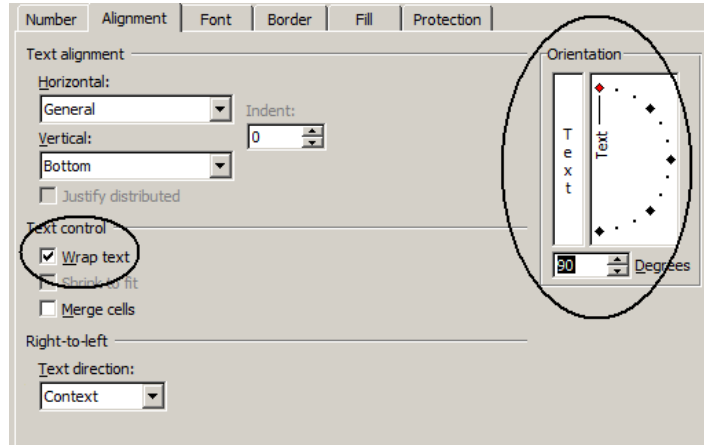 Number Alignment Font Border Fill Protection
Text alignment
Horizontal:
General
Indent:
Vertical:
0
Bottom
Justify distributed
Text control
Wrap text
Shrink to fit
Merge cells
Right-to-left
Text direction:
Context
Orientation
Text
Text
90 Degrees